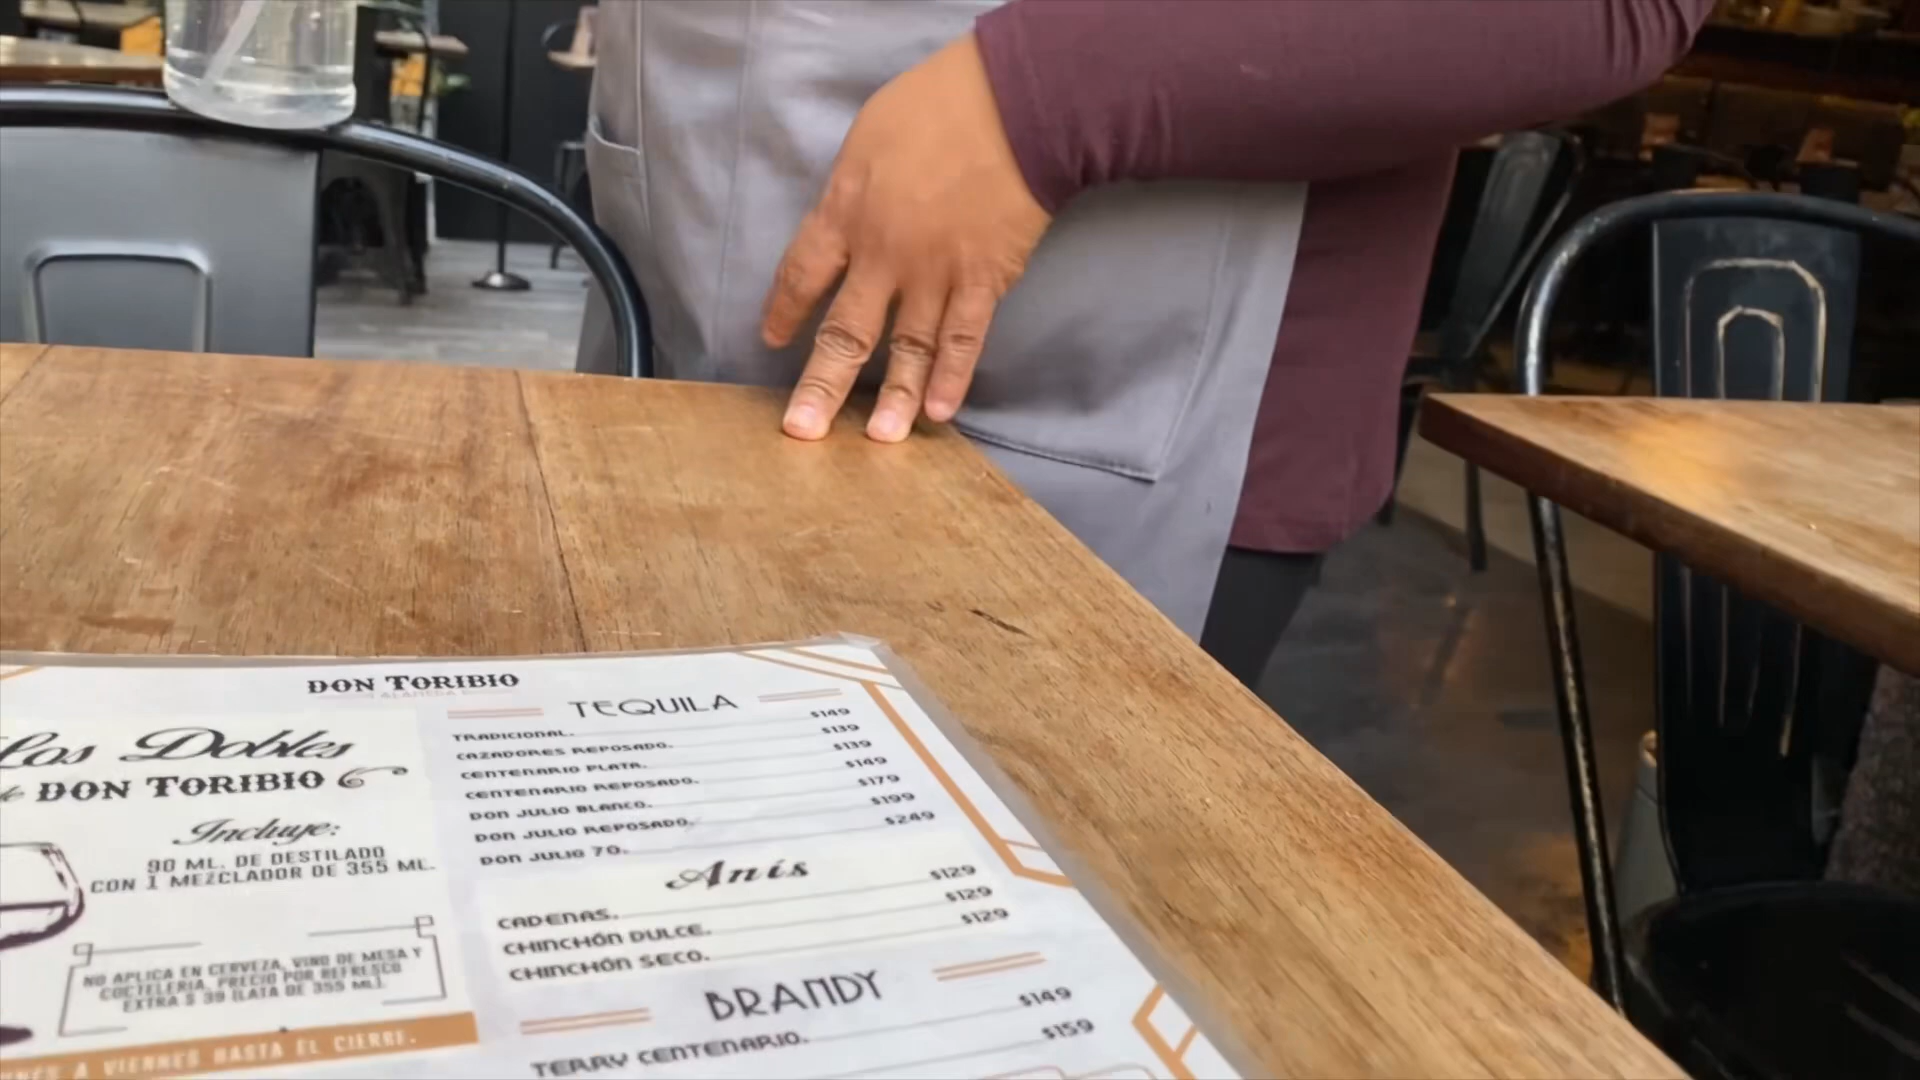 DON TORIBIO
ALAMEDA
Los Dobles
de DON TORIBIO
Incluye:
90 ML. DE DESTILADO
CON 1 MEZCLADOR DE 355 ML.
NO APLICA EN CERVEZA, VINO DE MESA Y
COCTELERIA, PRECIO POR REFRESCO
EXTRA $ 39 (LATA DE 355 ML).
A VIERNES HASTA EL CIERRE.
TEQUILA
TRADICIONAL. $149
CAZADORES REPOSADO. $139
CENTENARIO PLATA. $139
CENTENARIO REPOSADO. $149
DON JULIO BLANCO. $179
DON JULIO REPOSADO. $199
DON JULIO 70. $249
Anís
CADENAS. $129
CHINCHÓN DULCE. $129
CHINCHÓN SECO. $129
BRANDY
TERRY CENTENARIO. $149
$159